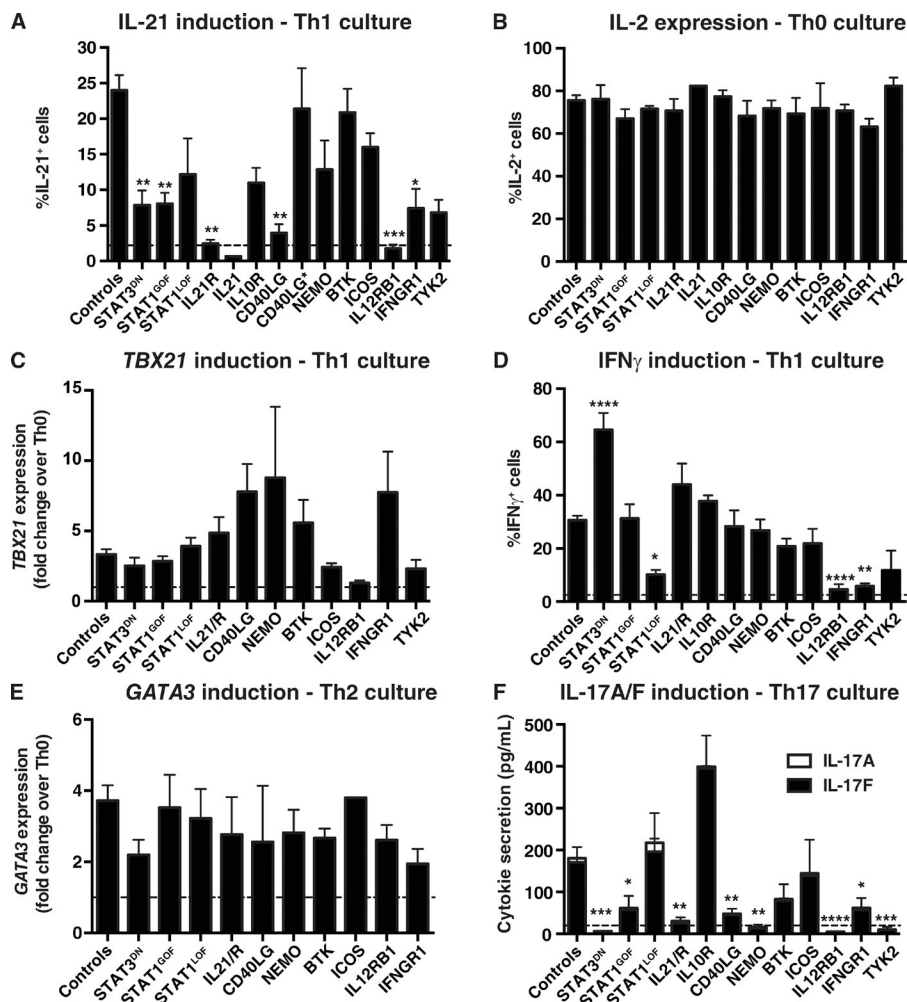 A IL-21 induction - Th1 culture
%IL-21+ cells
30
25
20
15
10
5
0
** ** ** ** *** *
Controls STAT3DN STAT1GOF STAT1LOF IL21R IL21 IL10R CD40LG CD40LG* NEMO BTK ICOS IL12RB1 IFNGR1 TYK2
B IL-2 expression - Th0 culture
%IL-2+ cells
100
80
60
40
20
0
Controls STAT3DN STAT1GOF STAT1LOF IL21R IL21 IL10R CD40LG NEMO BTK ICOS IL12RB1 IFNGR1 TYK2
C TBX21 induction - Th1 culture
TBX21 expression
(fold change over Th0)
15
10
5
0
Controls STAT3DN STAT1GOF STAT1LOF IL21/R CD40LG NEMO BTK ICOS IL12RB1 IFNGR1 TYK2
D IFNγ induction - Th1 culture
%IFNγ+ cells
80
60
40
20
0
**** * **** **
Controls STAT3DN STAT1GOF STAT1LOF IL21/R IL10R CD40LG NEMO BTK ICOS IL12RB1 IFNGR1 TYK2
E GATA3 induction - Th2 culture
GATA3 expression
(fold change over Th0)
6
4
2
0
Controls STAT3DN STAT1GOF STAT1LOF IL21/R CD40LG NEMO BTK ICOS IL12RB1 IFNGR1
F IL-17A/F induction - Th17 culture
Cytokie secretion (pg/mL)
500
400
300
200
100
0
IL-17A
IL-17F
*** * ** ** ** **** * ***
Controls STAT3DN STAT1GOF STAT1LOF IL21/R IL10R CD40LG NEMO BTK ICOS IL12RB1 IFNGR1 TYK2